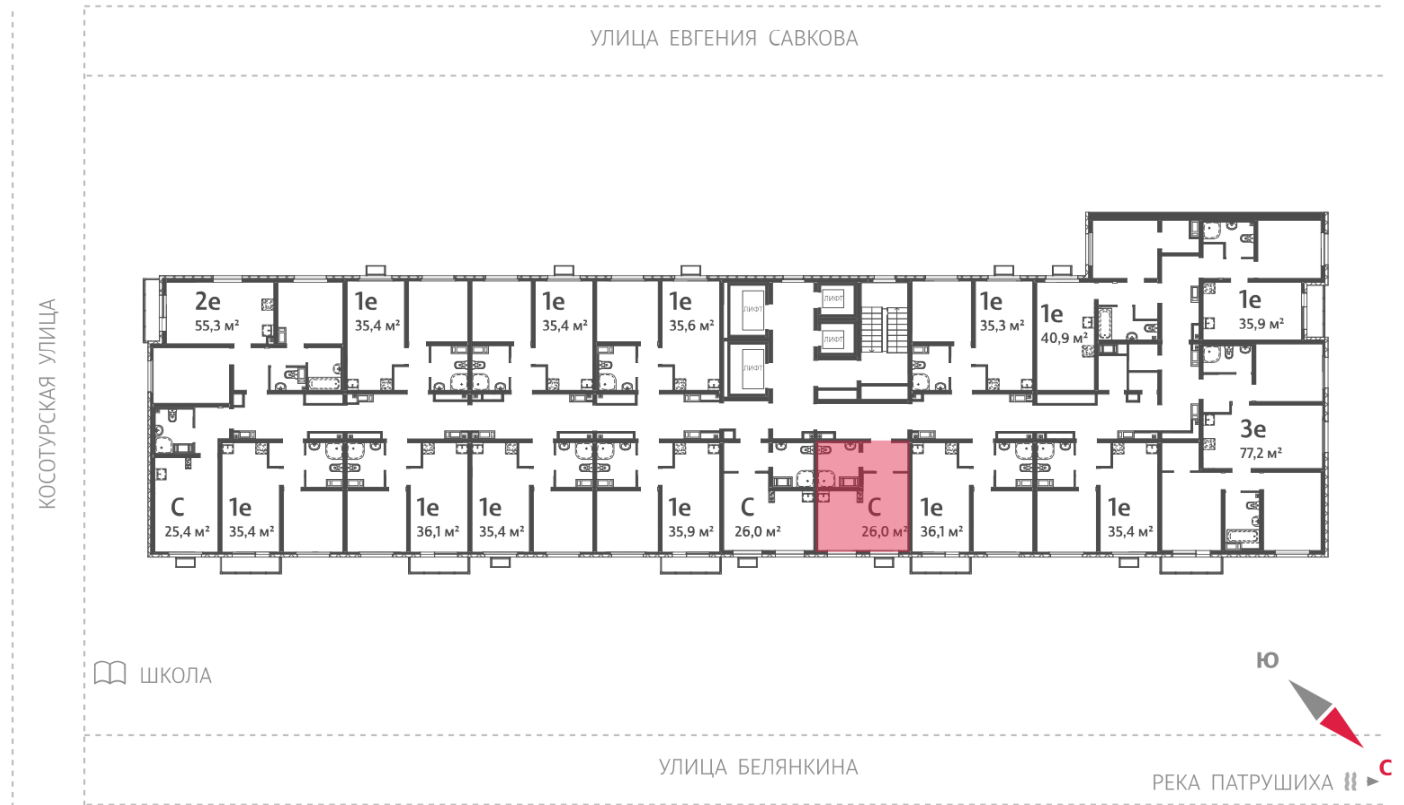 УЛИЦА ЕВГЕНИЯ САВКОВА
КОСОТУРСКАЯ УЛИЦА
2е
55,3 м²
1е
35,4 м²
1е
35,4 м²
1е
35,6 м²
ЛИФТ
ЛИФТ
ЛИФТ
ЛИФТ
1е
35,3 м²
1е
40,9 м²
1е
35,9 м²
3е
77,2 м²
С
25,4 м²
1е
35,4 м²
1е
36,1 м²
1е
35,4 м²
1е
35,9 м²
С
26,0 м²
С
26,0 м²
1е
36,1 м²
1е
35,4 м²
ШКОЛА
Ю
С
УЛИЦА БЕЛЯНКИНА
РЕКА ПАТРУШИХА